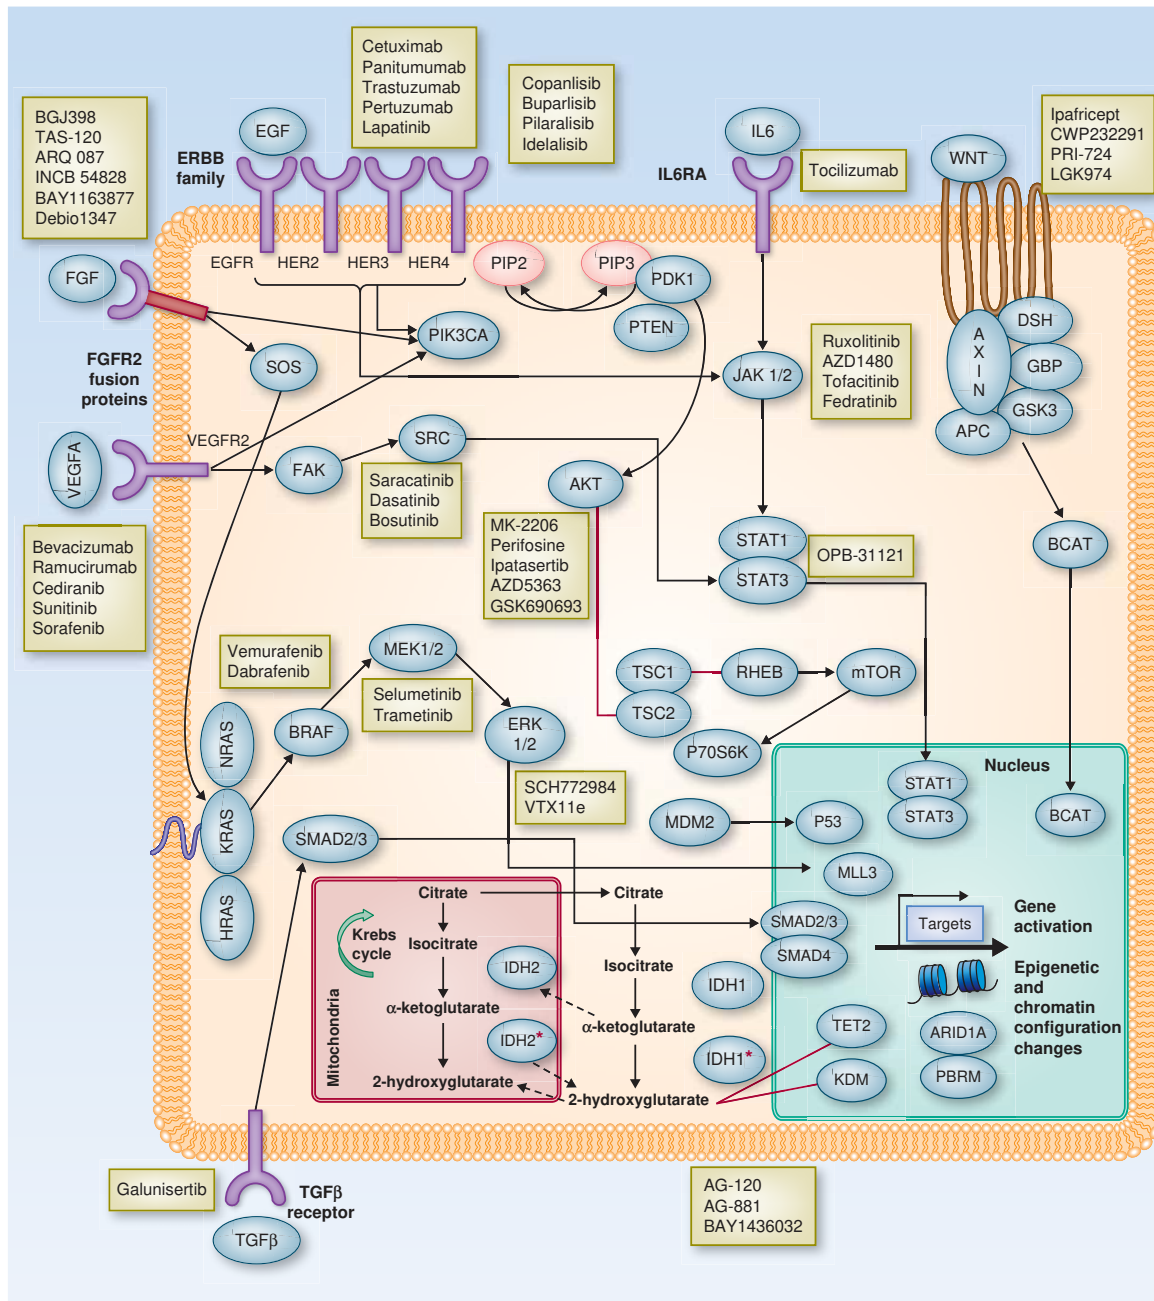 Cetuximab
Panitumumab
Trastuzumab
Pertuzumab
Lapatinib
Copanlisib
Buparlisib
Pilaralisib
Idelalisib
BGJ398
TAS-120
ARQ 087
INCB 54828
BAY1163877
Debio1347
EGF
ERBB
family
IL6
IL6RA
Tocilizumab
WNT
Ipafricept
CWP232291
PRI-724
LGK974
EGFR
HER2
HER3
HER4
FGF
FGFR2
fusion
proteins
PIP2
PIP3
PDK1
PTEN
PIK3CA
SOS
JAK 1/2
Ruxolitinib
AZD1480
Tofacitinib
Fedratinib
AXIN
DSH
GBP
GSK3
APC
VEGFA
VEGFR2
FAK
SRC
Saracatinib
Dasatinib
Bosutinib
AKT
MK-2206
Perifosine
Ipatasertib
AZD5363
GSK690693
STAT1
STAT3
OPB-31121
BCAT
Bevacizumab
Ramucirumab
Cediranib
Sunitinib
Sorafenib
Vemurafenib
Dabrafenib
MEK1/2
Selumetinib
Trametinib
BRAF
ERK
1/2
SCH772984
VTX11e
TSC1
TSC2
RHEB
mTOR
P70S6K
NRAS
KRAS
HRAS
SMAD2/3
MDM2
Nucleus
STAT1
STAT3
BCAT
P53
MLL3
SMAD2/3
SMAD4
Targets
Gene
activation
Epigenetic
and
chromatin
configuration
changes
TET2
KDM
ARID1A
PBRM
Mitochondria
Krebs
cycle
Citrate
Isocitrate
α-ketoglutarate
2-hydroxyglutarate
IDH2
IDH2*
Citrate
Isocitrate
α-ketoglutarate
2-hydroxyglutarate
IDH1
IDH1*
Galunisertib
TGFβ
receptor
TGFβ
AG-120
AG-881
BAY1436032